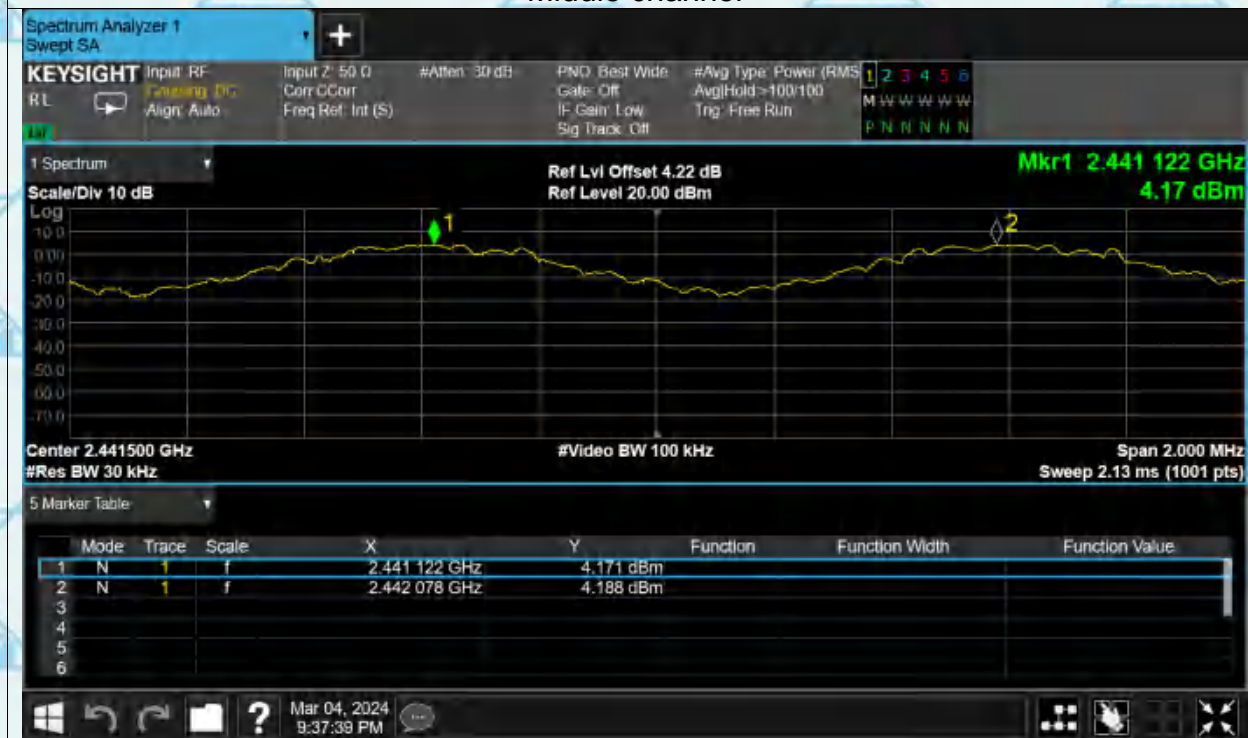 Middle channel
Spectrum Analyzer 1
Swept SA
+
KEYSIGHT Input: RF Input Z: 50 Ω #Atten: 30 dB PNO: Best Wide #Avg Type: Power (RMS 1 2 3 4 5 6
RL Coupling: DC Corr CCorr Gate: Off Avg|Hold:>100/100 M W W W W W
Align: Auto Freq Ref: Int (S) IF Gain: Low Trig: Free Run
Sig Track: Off P N N N N N
1 Spectrum
Scale/Div 10 dB
Ref Lvl Offset 4.22 dB
Ref Level 20.00 dBm
Mkr1 2.441 122 GHz
4.17 dBm
Log
10.0
0.00
-10.0
-20.0
-30.0
-40.0
-50.0
-60.0
-70.0
1
2
Center 2.441500 GHz #Video BW 100 kHz Span 2.000 MHz
#Res BW 30 kHz Sweep 2.13 ms (1001 pts)
5 Marker Table
Mode Trace Scale X Y Function Function Width Function Value
1 N 1 f 2.441 122 GHz 4.171 dBm
2 N 1 f 2.442 078 GHz 4.188 dBm
3
4
5
6
? Mar 04, 2024
9:37:39 PM